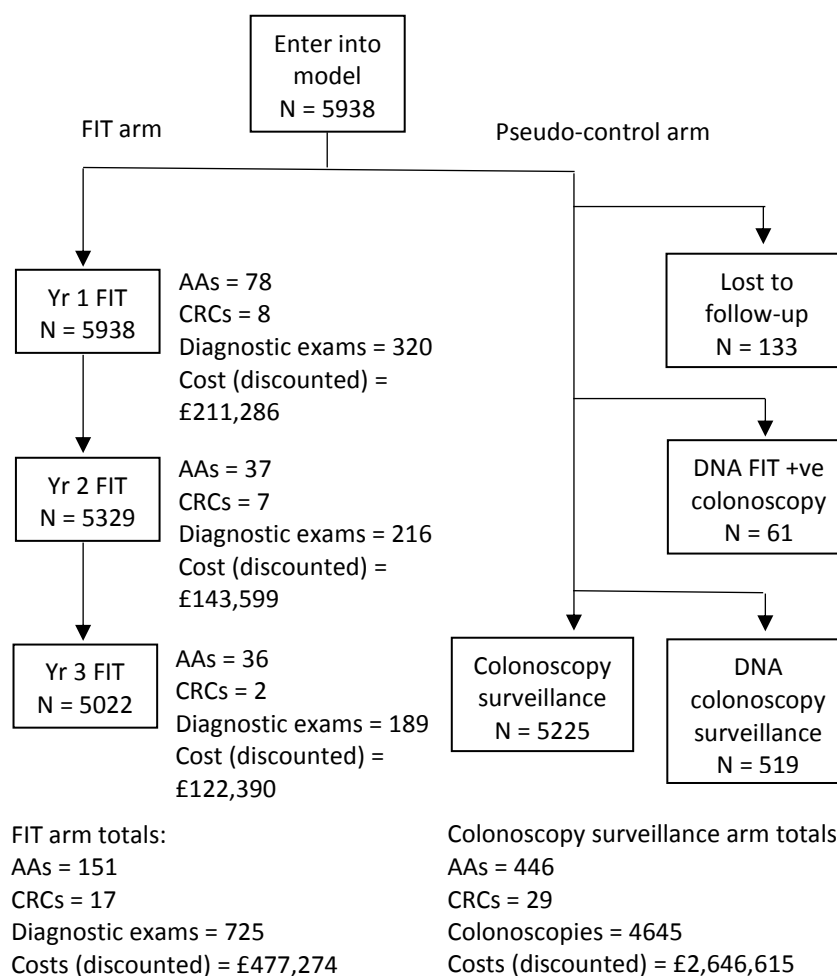 Enter into
model
N = 5938
FIT arm
Pseudo-control arm
Yr 1 FIT
N = 5938
AAs = 78
CRCs = 8
Diagnostic exams = 320
Cost (discounted) =
£211,286
Lost to
follow-up
N = 133
Yr 2 FIT
N = 5329
AAs = 37
CRCs = 7
Diagnostic exams = 216
Cost (discounted) =
£143,599
DNA FIT +ve
colonoscopy
N = 61
Yr 3 FIT
N = 5022
AAs = 36
CRCs = 2
Diagnostic exams = 189
Cost (discounted) =
£122,390
Colonoscopy
surveillance
N = 5225
DNA
colonoscopy
surveillance
N = 519
FIT arm totals:
AAs = 151
CRCs = 17
Diagnostic exams = 725
Costs (discounted) = £477,274
Colonoscopy surveillance arm totals
AAs = 446
CRCs = 29
Colonoscopies = 4645
Costs (discounted) = £2,646,615